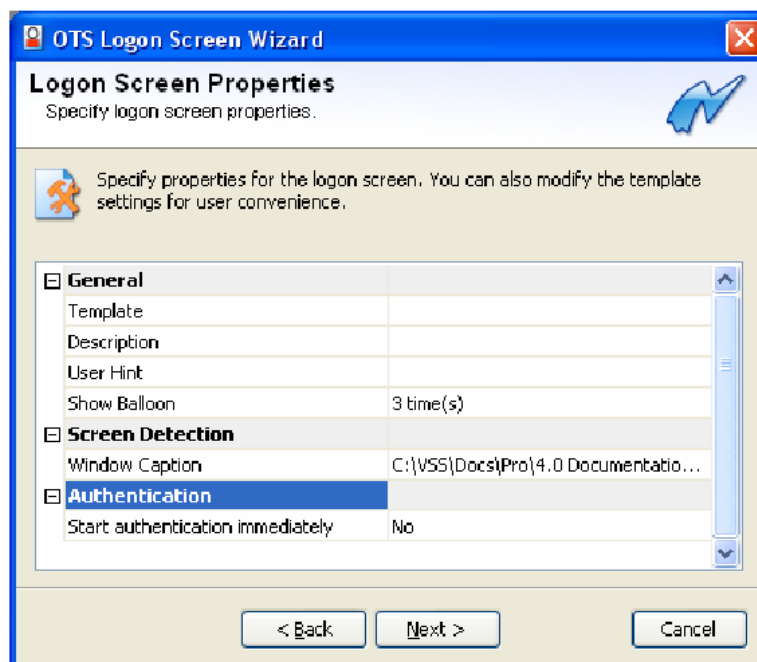 OTS Logon Screen Wizard
Logon Screen Properties
Specify logon screen properties.
Specify properties for the logon screen. You can also modify the template
settings for user convenience.
General
Template
Description
User Hint
Show Balloon 3 time(s)
Screen Detection
Window Caption C:\VSS\Docs\Pro\4.0 Documentatio...
Authentication
Start authentication immediately No
< Back Next > Cancel